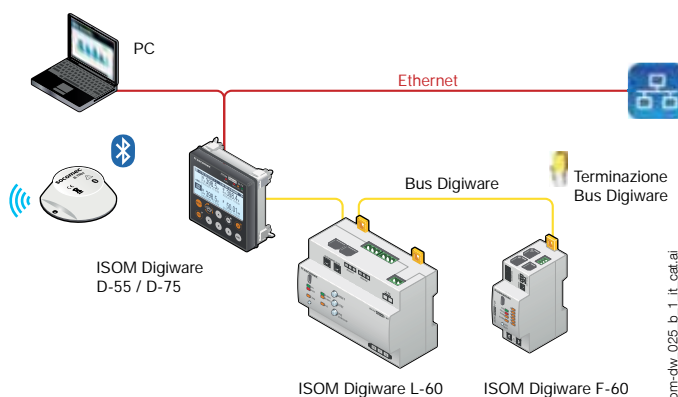 PC
Ethernet
socomec
Terminazione
Bus Digiware
Bus Digiware
ISOM Digiware
D-55 / D-75
ISOM Digiware L-60
ISOM Digiware F-60
om-dw_025_b_1_it_cat.ai